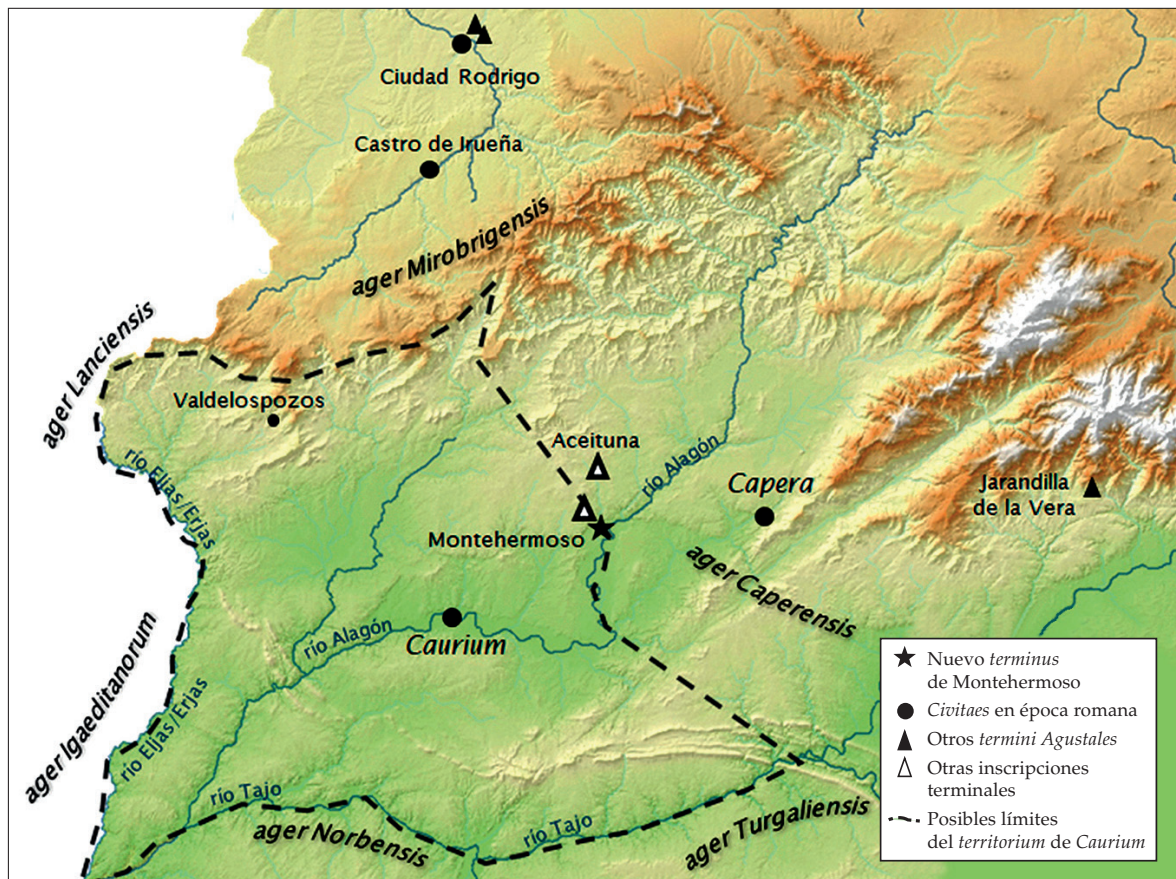 Ciudad Rodrigo
Castro de Irueña
ager Mirobrigensis
ager Lanciensis
Valdelospozos
río Eljas/Erjas
Aceituna
río Alagón
Capera
Jarandilla
de la Vera
Montehermoso
ager Caperensis
río Alagón
Caurium
ager Igaeditanorum
río Eljas/Erjas
río Tajo
ager Norbensis
río Tajo
ager Turgaliensis
Nuevo terminus
de Montehermoso
Civitaes en época romana
Otros termini Agustales
Otras inscripciones
terminales
Posibles límites
del territorium de Caurium